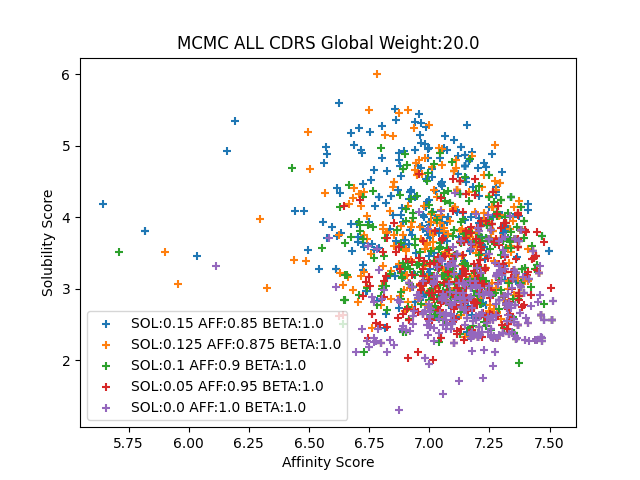 MCMC ALL CDRS Global Weight:20.0
Solubility Score
6
5
4
3
2
SOL:0.15 AFF:0.85 BETA:1.0
SOL:0.125 AFF:0.875 BETA:1.0
SOL:0.1 AFF:0.9 BETA:1.0
SOL:0.05 AFF:0.95 BETA:1.0
SOL:0.0 AFF:1.0 BETA:1.0
5.75 6.00 6.25 6.50 6.75 7.00 7.25 7.50
Affinity Score